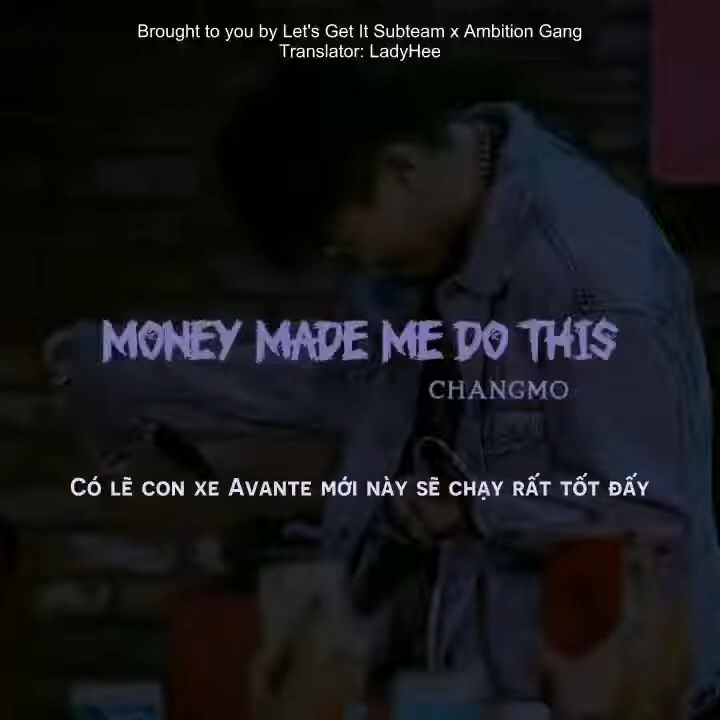 Brought to you by Let's Get It Subteam x Ambition Gang
Translator: LadyHee
MONEY MADE ME DO THIS
CHANGMO
Có lẽ con xe Avante mới này sẽ chạy rất tốt đấy